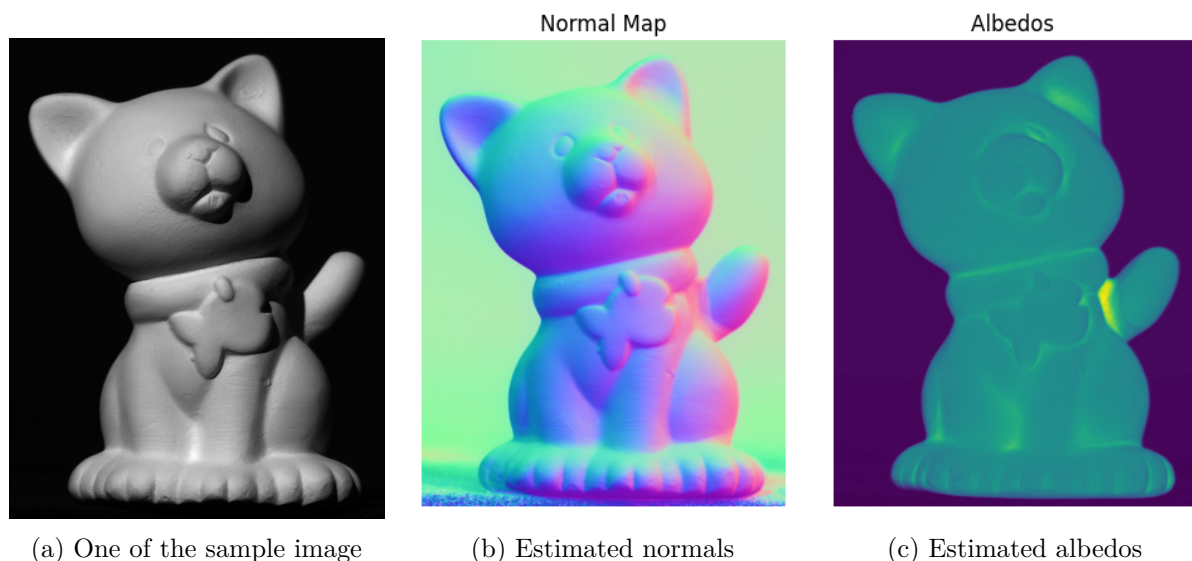 Normal Map
Albedos
(a) One of the sample image
(b) Estimated normals
(c) Estimated albedos